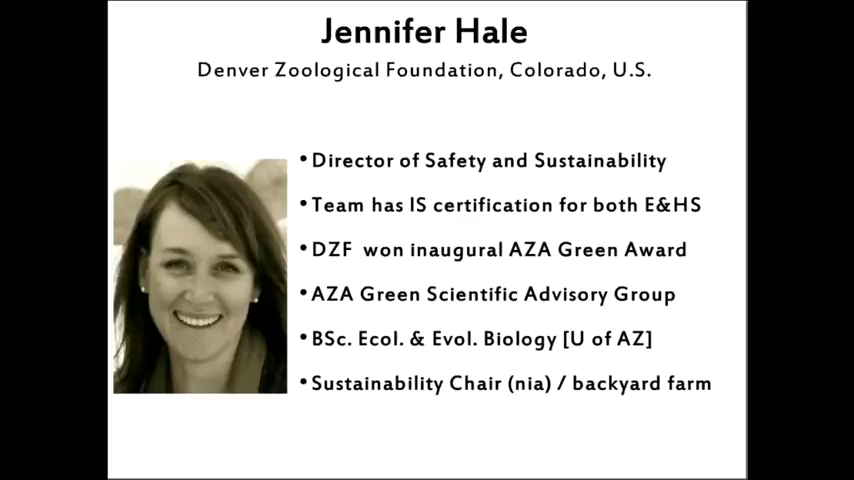 Jennifer Hale
Denver Zoological Foundation, Colorado, U.S.
• Director of Safety and Sustainability
• Team has IS certification for both E&HS
• DZF won inaugural AZA Green Award
• AZA Green Scientific Advisory Group
• BSc. Ecol. & Evol. Biology [U of AZ]
• Sustainability Chair (nia) / backyard farm